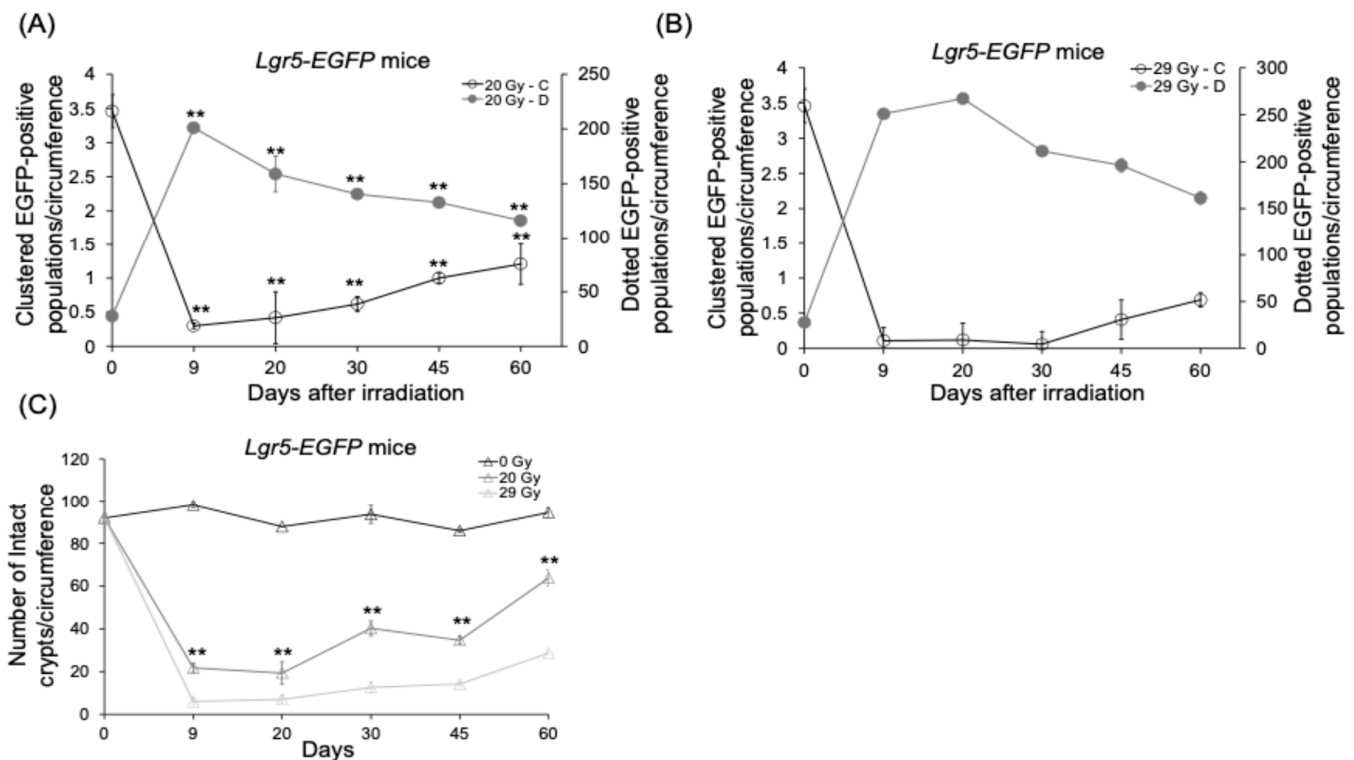 (A)
Lgr5-EGFP mice
20 Gy - C
20 Gy - D
Clustered EGFP-positive
populations/circumference
4
3.5
3
2.5
2
1.5
1
0.5
0
250
200
150
100
50
0
Dotted EGFP-positive
populations/circumference
**
**
**
**
**
**
**
**
**
**
0 9 20 30 45 60
Days after irradiation
(B)
Lgr5-EGFP mice
29 Gy - C
29 Gy - D
Clustered EGFP-positive
populations/circumference
4
3.5
3
2.5
2
1.5
1
0.5
0
300
250
200
150
100
50
0
Dotted EGFP-positive
populations/circumference
0 9 20 30 45 60
Days after irradiation
(C)
Lgr5-EGFP mice
0 Gy
20 Gy
29 Gy
Number of Intact
crypts/circumference
120
100
80
60
40
20
0
**
**
**
**
**
0 9 20 30 45 60
Days